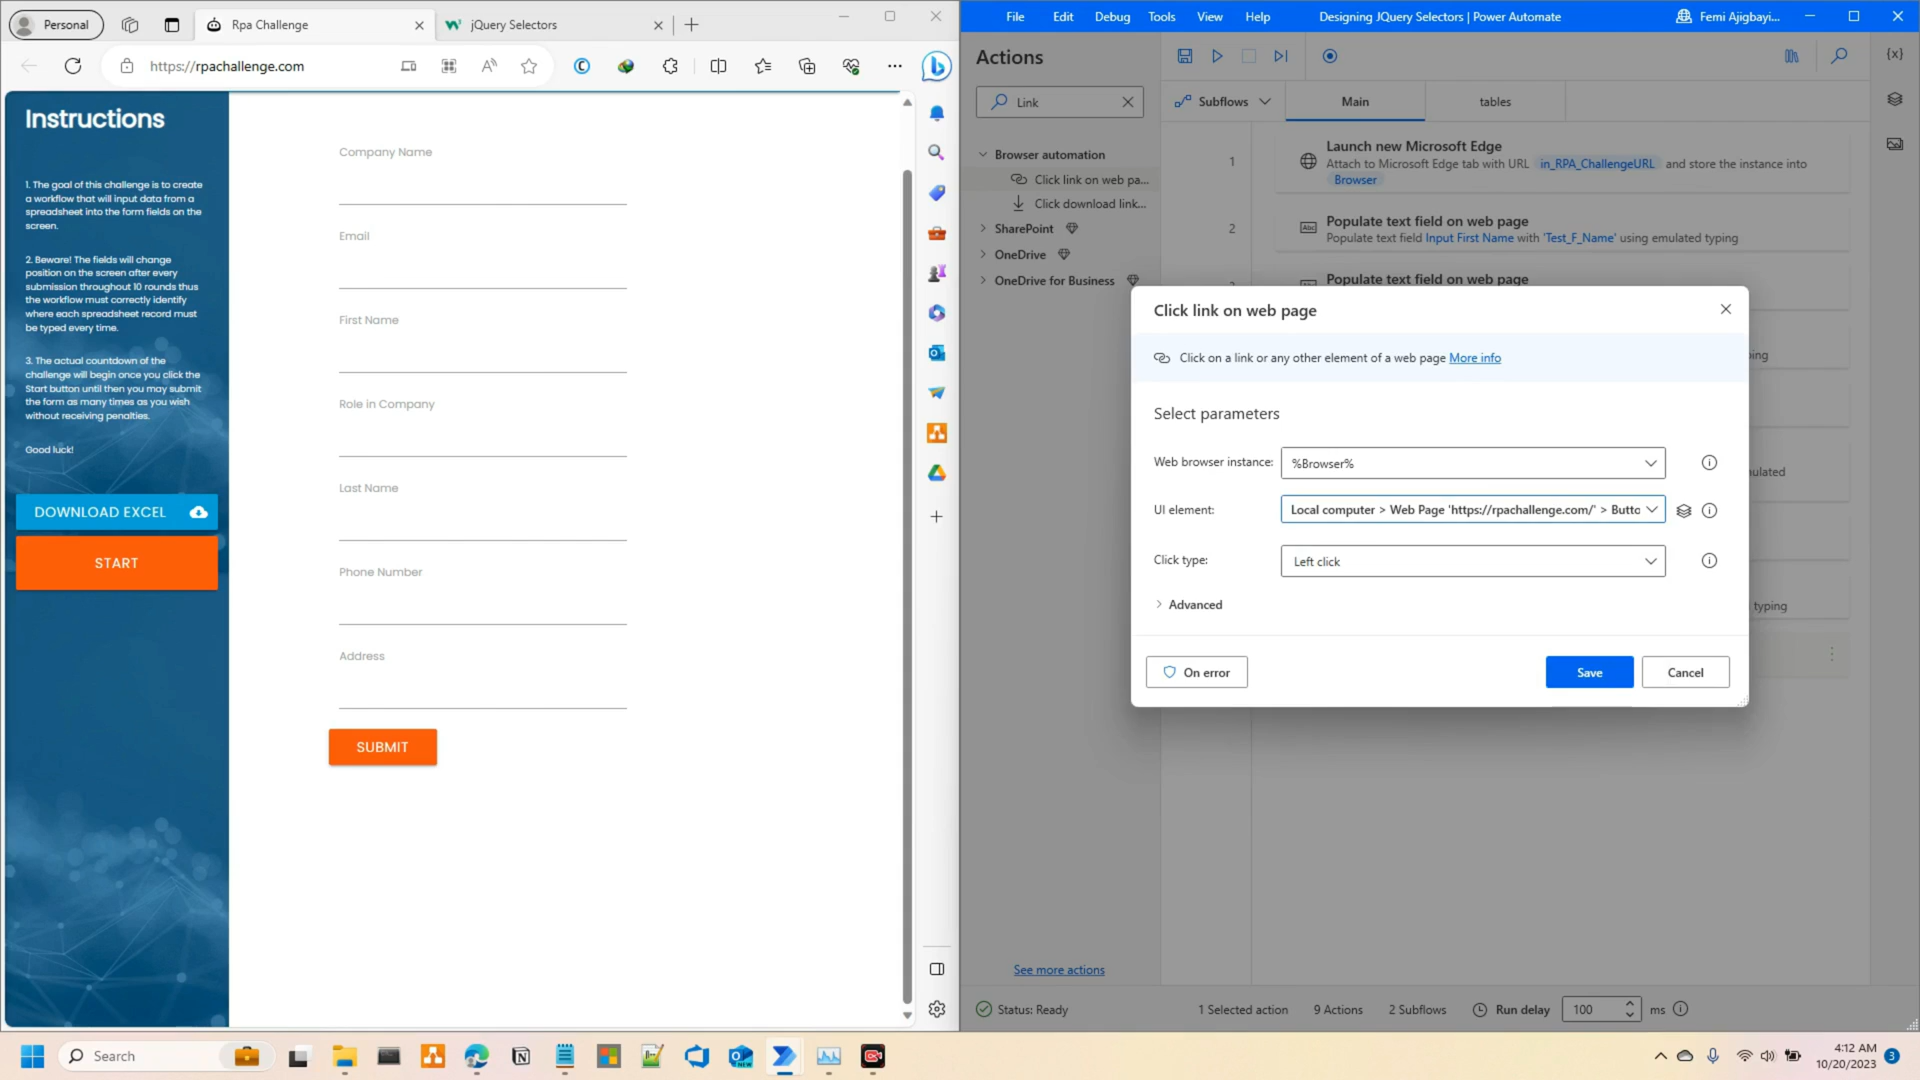 Personal
Rpa Challenge
jQuery Selectors
https://rpachallenge.com
Instructions
1. The goal of this challenge is to create
a workflow that will input data from a
spreadsheet into the form fields on the
screen.
2. Beware! The fields will change
position on the screen after every
submission throughout 10 rounds thus
the workflow must correctly identify
where each spreadsheet record must
be typed every time.
3. The actual countdown of the
challenge will begin once you click the
Start button until then you may submit
the form as many times as you wish
without receiving penalties.
Good luck!
DOWNLOAD EXCEL
START
Company Name
Email
First Name
Role in Company
Last Name
Phone Number
Address
SUBMIT
File Edit Debug Tools View Help
Designing JQuery Selectors | Power Automate
Femi Ajigbayi...
Actions
Link
Browser automation
Click link on web pa...
Click download link...
SharePoint
OneDrive
OneDrive for Business
See more actions
Subflows
Main
tables
{x}
1
Launch new Microsoft Edge
Attach to Microsoft Edge tab with URL in_RPA_ChallengeURL and store the instance into
Browser
2
Populate text field on web page
Abc
Populate text field Input First Name with 'Test_F_Name' using emulated typing
Populate text field on web page
ping
ulated
typing
Click link on web page
Click on a link or any other element of a web page More info
Select parameters
Web browser instance:
%Browser%
UI element:
Local computer > Web Page 'https://rpachallenge.com/' > Butto
Click type:
Left click
Advanced
On error
Save
Cancel
Status: Ready
1 Selected action
9 Actions
2 Subflows
Run delay
100
ms
Search
4:12 AM
10/20/2023
3